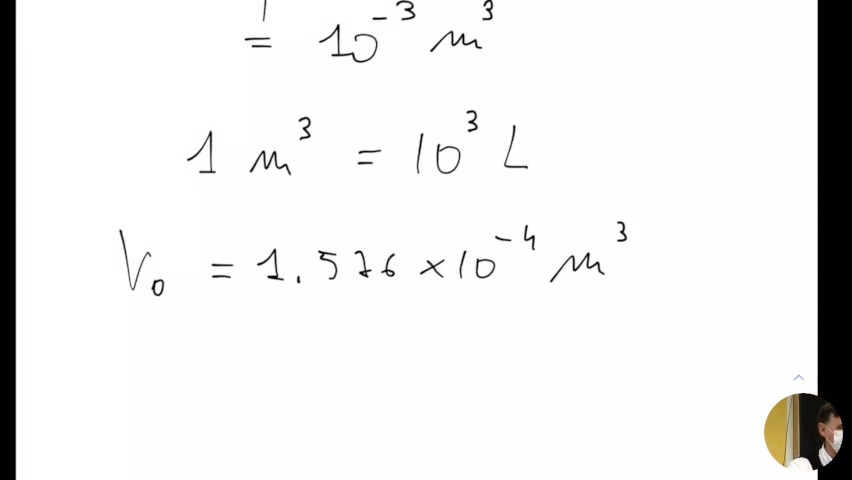 = 10⁻³ m³
1 m³ = 10³ L
V₀ = 1.576 × 10⁻⁴ m³